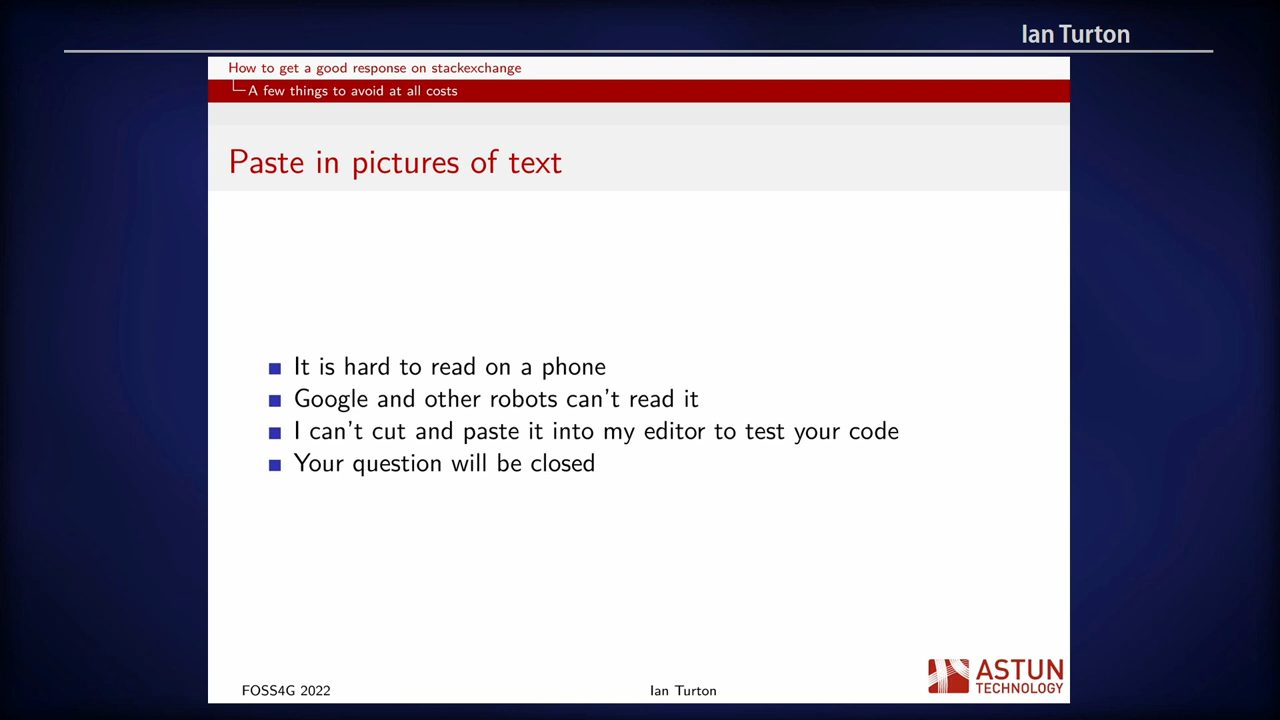 Ian Turton
How to get a good response on stackexchange
A few things to avoid at all costs
Paste in pictures of text
It is hard to read on a phone
Google and other robots can't read it
I can't cut and paste it into my editor to test your code
Your question will be closed
ASTUN
TECHNOLOGY
FOSS4G 2022
Ian Turton